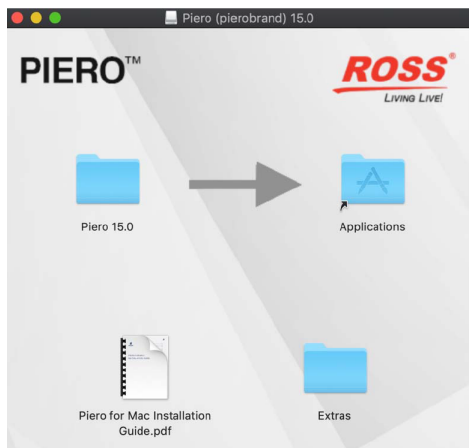 Piero (pierobrand) 15.0
PIERO™
ROSS®
LIVING LIVE!
Piero 15.0
Applications
Piero for Mac Installation
Guide.pdf
Extras